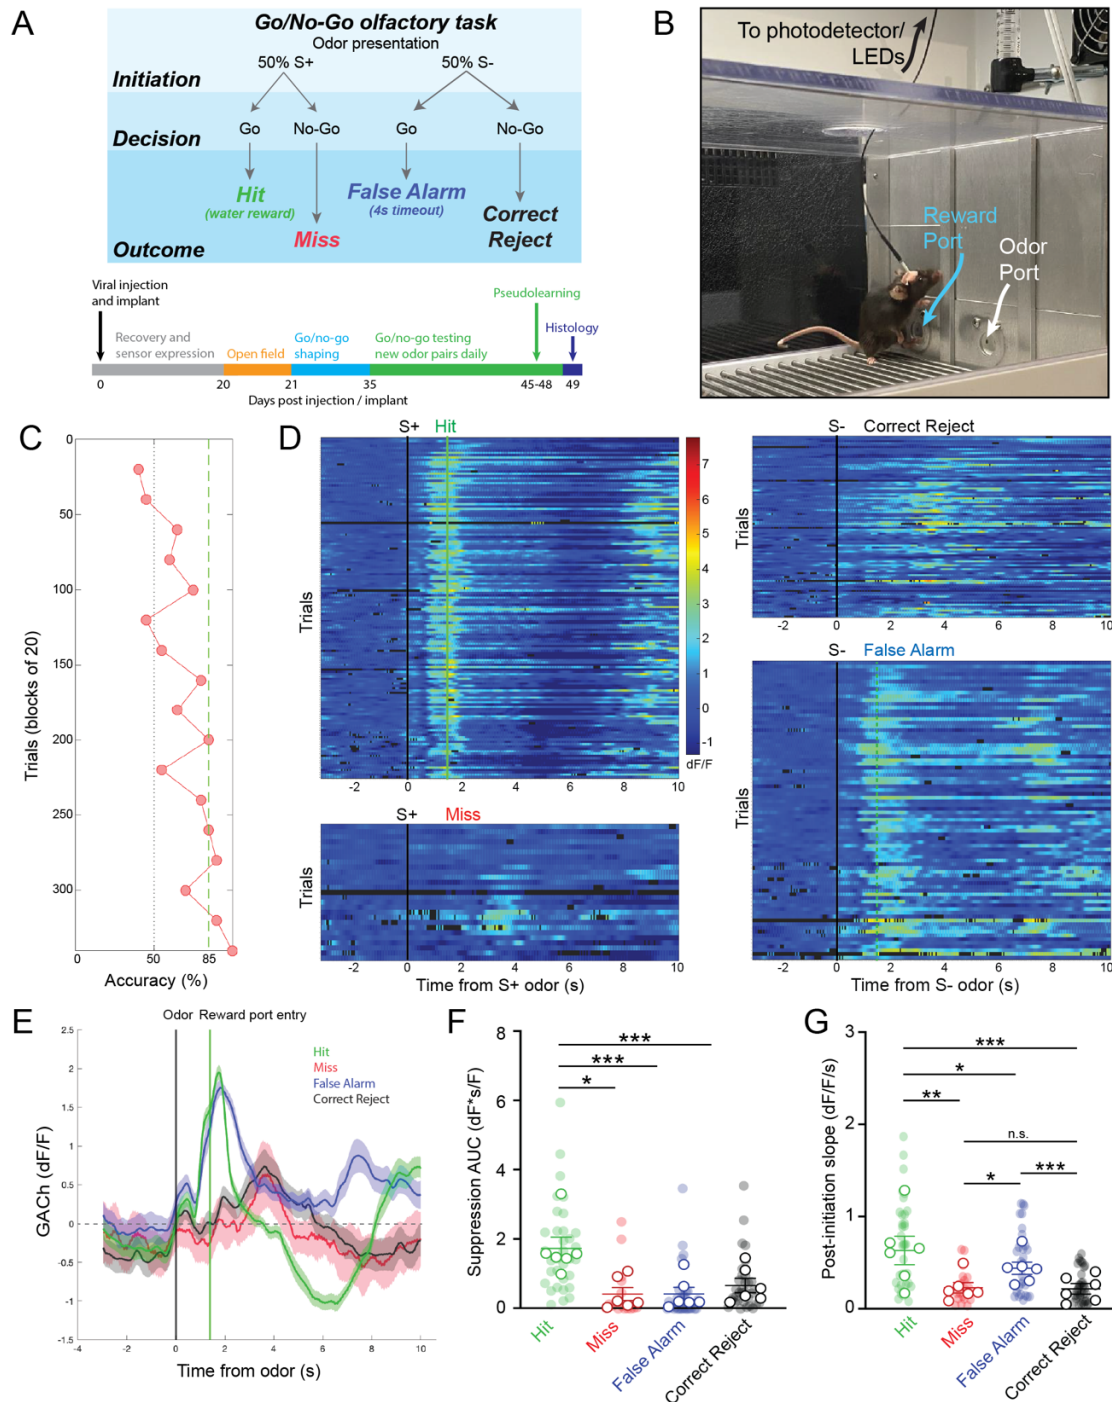 A
Go/No-Go olfactory task
Odor presentation
50% S+
50% S-
Initiation
Go
No-Go
Go
No-Go
Decision
Hit
(water reward)
False Alarm
(4s timeout)
Correct
Reject
Miss
Outcome
Viral injection
and implant
Pseudolearning
Histology
Recovery and
sensor expression
Open field
Go/no-go
shaping
Go/no-go testing
new odor pairs daily
0 20 21 35 45-48 49
Days post injection / implant
B
To photodetector/
LEDs
Reward
Port
Odor
Port
C
0
50
100
150
200
250
300
Trials (blocks of 20)
0 50 85
Accuracy (%)
D
S+ Hit
Trials
-2 0 2 4 6 8 10
7
6
5
4
3
2
1
0
-1
dF/F
S+ Miss
Trials
-2 0 2 4 6 8 10
Time from S+ odor (s)
S- Correct Reject
Trials
-2 0 2 4 6 8 10
S- False Alarm
Trials
-2 0 2 4 6 8 10
Time from S- odor (s)
E
Odor Reward port entry
Hit
Miss
False Alarm
Correct Reject
2.5
2
1.5
1
0.5
0
-0.5
-1
-1.5
GACh (dF/F)
-4 -2 0 2 4 6 8 10
Time from odor (s)
F
8
6
4
2
0
Suppression AUC (dF*s/F)
***
***
*
Hit
Miss
False Alarm
Correct Reject
G
3
2
1
0
Post-initiation slope (dF/F/s)
***
*
**
n.s.
***
*
Hit
Miss
False Alarm
Correct Reject